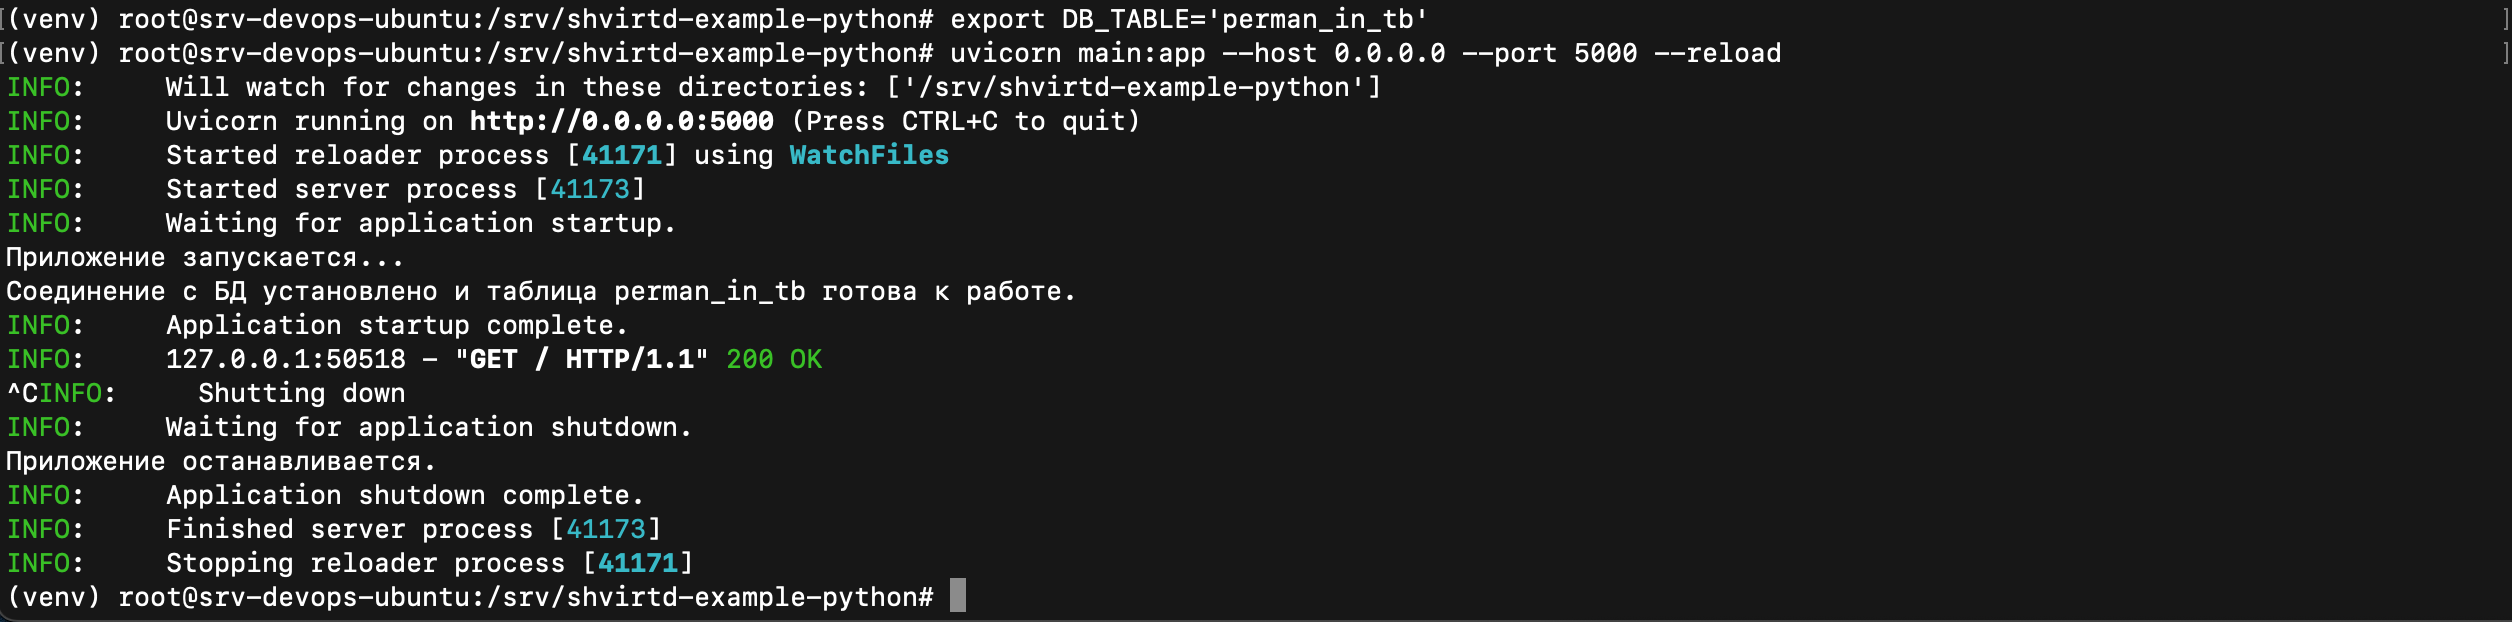 [(venv) root@srv-devops-ubuntu:/srv/shvirtd-example-python# export DB_TABLE='perman_in_tb' ]
[(venv) root@srv-devops-ubuntu:/srv/shvirtd-example-python# uvicorn main:app --host 0.0.0.0 --port 5000 --reload ]
INFO:     Will watch for changes in these directories: ['/srv/shvirtd-example-python']
INFO:     Uvicorn running on http://0.0.0.0:5000 (Press CTRL+C to quit)
INFO:     Started reloader process [41171] using WatchFiles
INFO:     Started server process [41173]
INFO:     Waiting for application startup.
Приложение запускается...
Соединение с БД установлено и таблица perman_in_tb готова к работе.
INFO:     Application startup complete.
INFO:     127.0.0.1:50518 - "GET / HTTP/1.1" 200 OK
^CINFO:     Shutting down
INFO:     Waiting for application shutdown.
Приложение останавливается.
INFO:     Application shutdown complete.
INFO:     Finished server process [41173]
INFO:     Stopping reloader process [41171]
(venv) root@srv-devops-ubuntu:/srv/shvirtd-example-python#